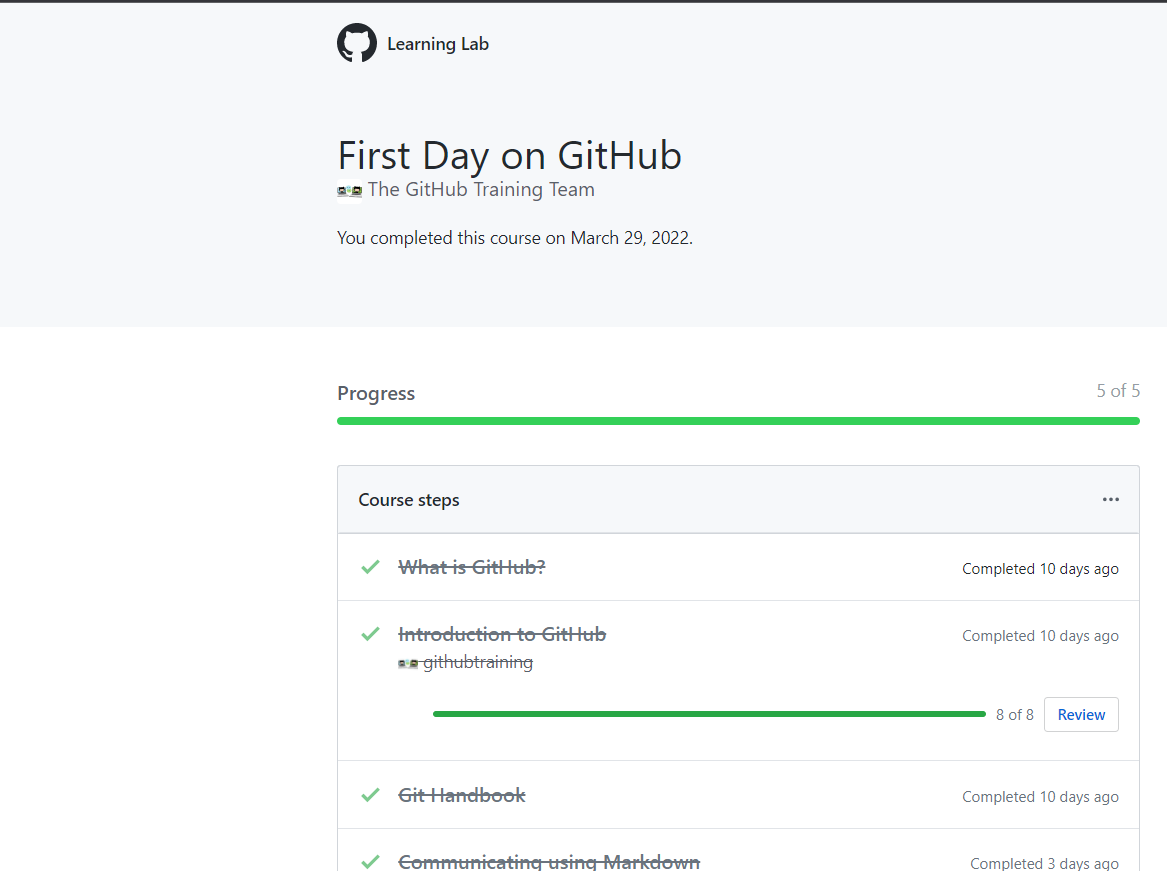 Learning Lab
First Day on GitHub
The GitHub Training Team
You completed this course on March 29, 2022.
Progress
5 of 5
Course steps
What is GitHub?
Completed 10 days ago
Introduction to GitHub
Completed 10 days ago
githubtraining
8 of 8
Review
Git Handbook
Completed 10 days ago
Communicating using Markdown
Completed 3 days ago